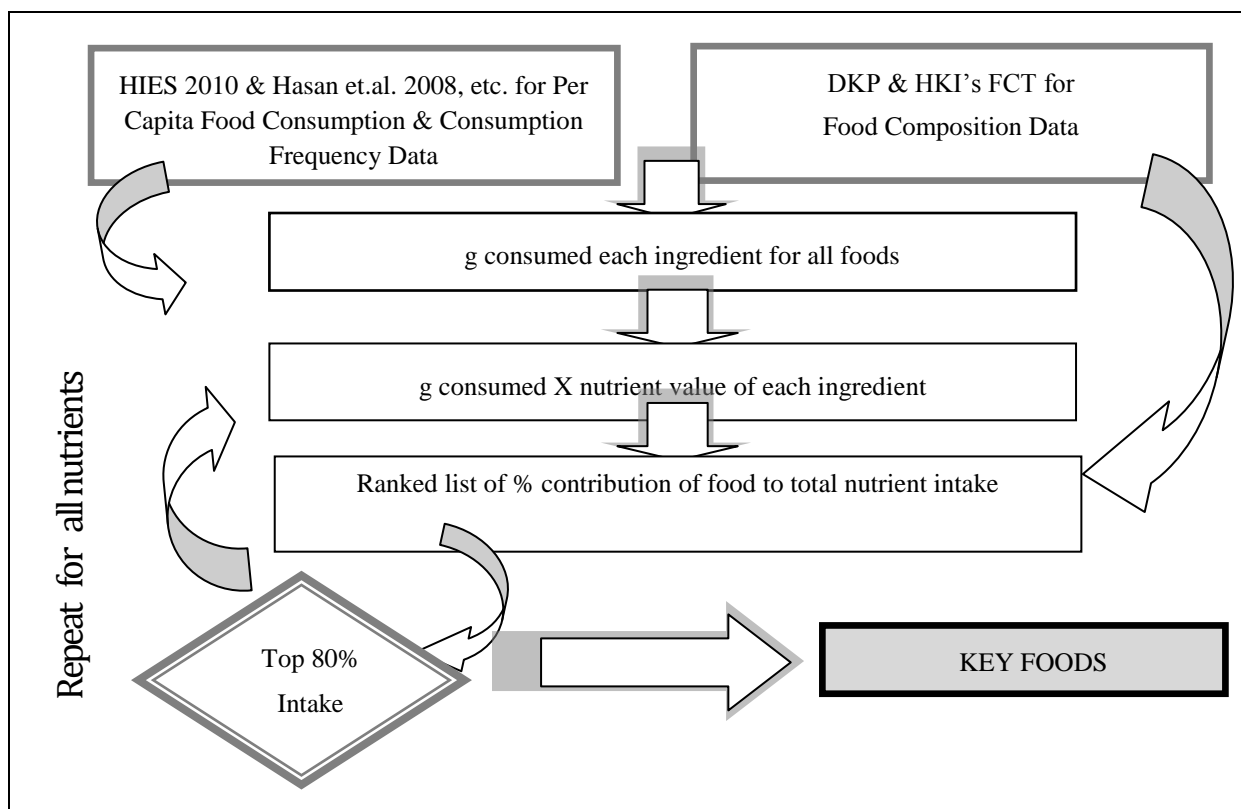 HIES 2010 & Hasan et.al. 2008, etc. for Per
Capita Food Consumption & Consumption
Frequency Data
DKP & HKI's FCT for
Food Composition Data
g consumed each ingredient for all foods
g consumed X nutrient value of each ingredient
Ranked list of % contribution of food to total nutrient intake
Repeat for all nutrients
Top 80%
Intake
KEY FOODS